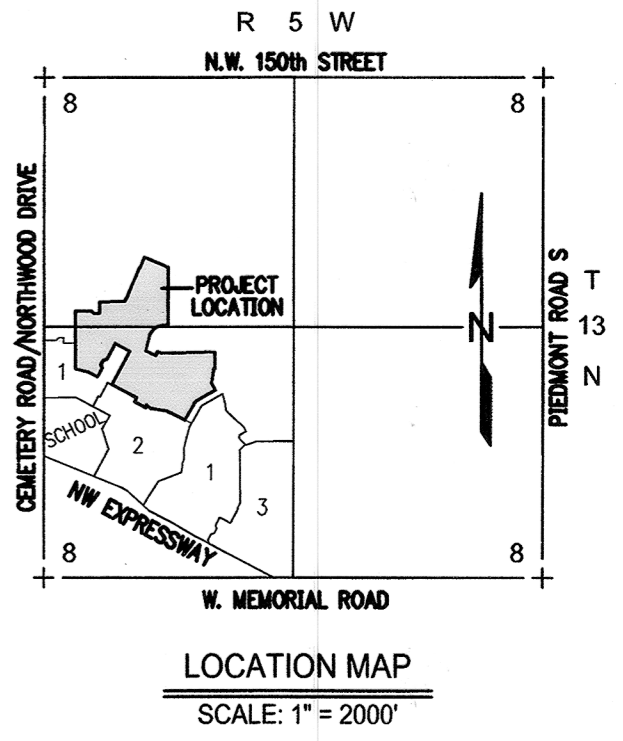 R 5 W
N.W. 150th STREET
8
8
CEMETERY ROAD/NORTHWOOD DRIVE
PROJECT
LOCATION
PIEDMONT ROAD S
T
13
N
N
1
SCHOOL
2
1
3
NW EXPRESSWAY
8
8
W. MEMORIAL ROAD
LOCATION MAP
SCALE: 1" = 2000'